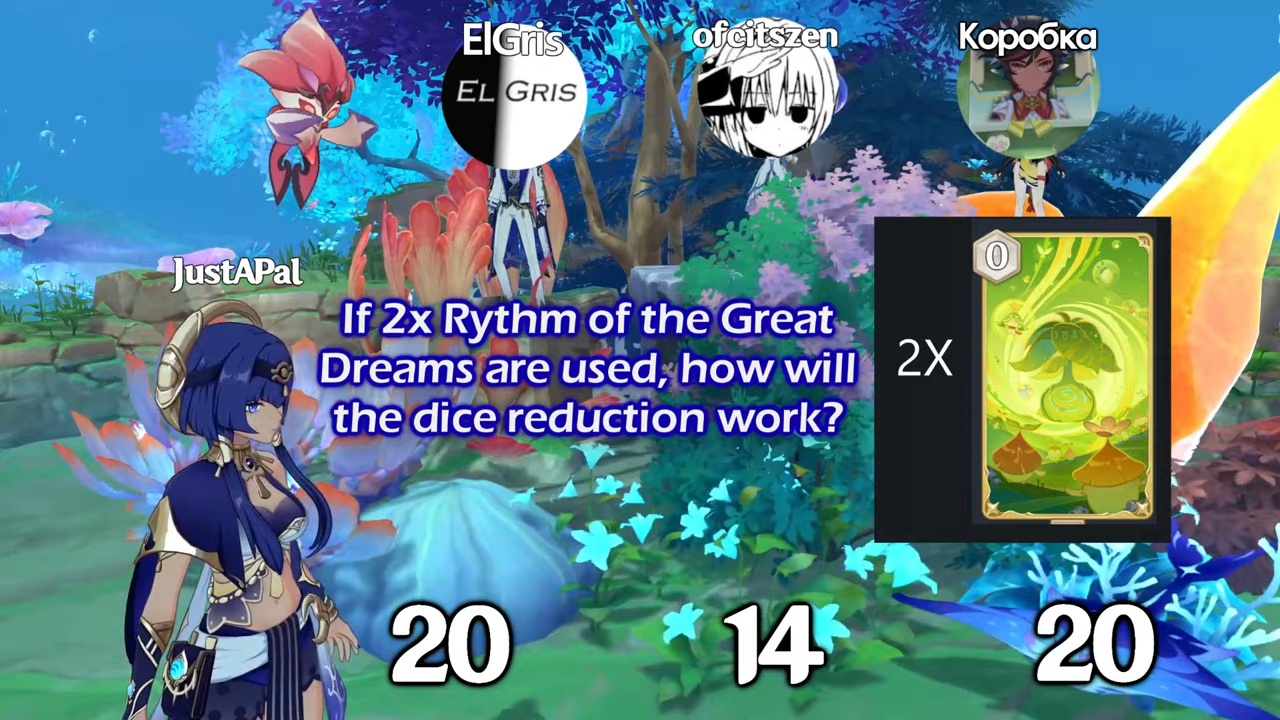 ElGris
ofcitszen
Коробка
EL GRIS
JustAPal
If 2x Rythm of the Great
Dreams are used, how will
the dice reduction work?
2X
0
20
14
20